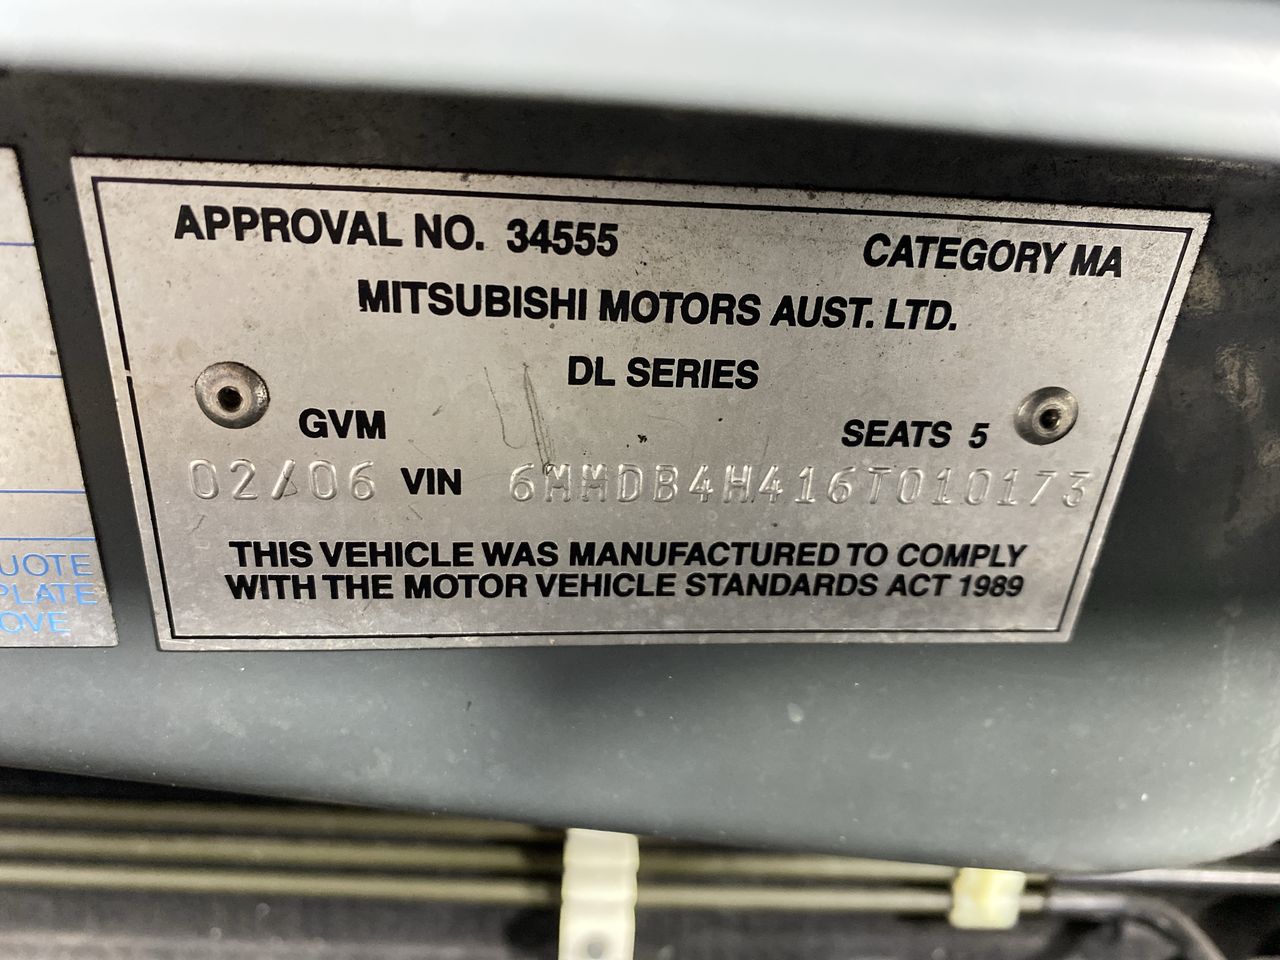 APPROVAL NO. 34555 CATEGORY MA
MITSUBISHI MOTORS AUST. LTD.
DL SERIES
GVM SEATS 5
02/06 VIN 6MMDB4H416T010173
THIS VEHICLE WAS MANUFACTURED TO COMPLY
WITH THE MOTOR VEHICLE STANDARDS ACT 1989
UOTE
PLATE
OVE